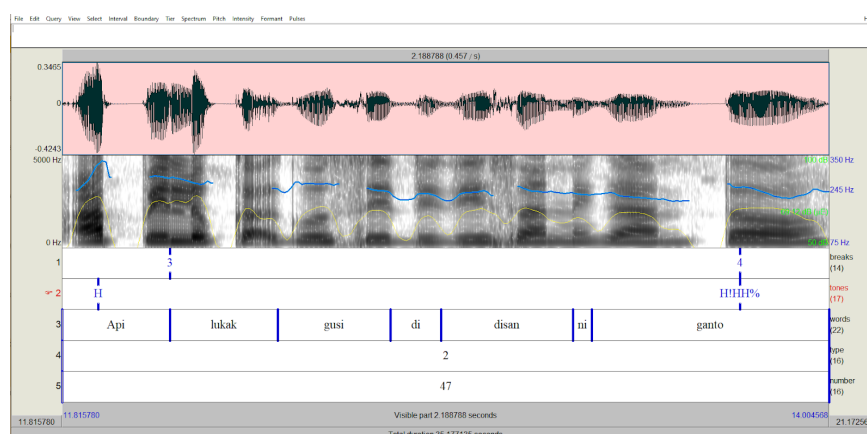 File Edit Query View Select Interval Boundary Tier Spectrum Pitch Intensity Formant Pulses H
2.188788 (0.457 / s)
0.3465
0
-0.4243
5000 Hz 350 Hz
245 Hz
0 Hz 75 Hz
1 3 4 breaks (14)
2 H H!HH% tones (17)
3 Api lukak gusi di disan ni ganto words (22)
4 2 type (16)
5 47 number (16)
11.815780 11.815780 Visible part 2.188788 seconds 14.004568 21.17256